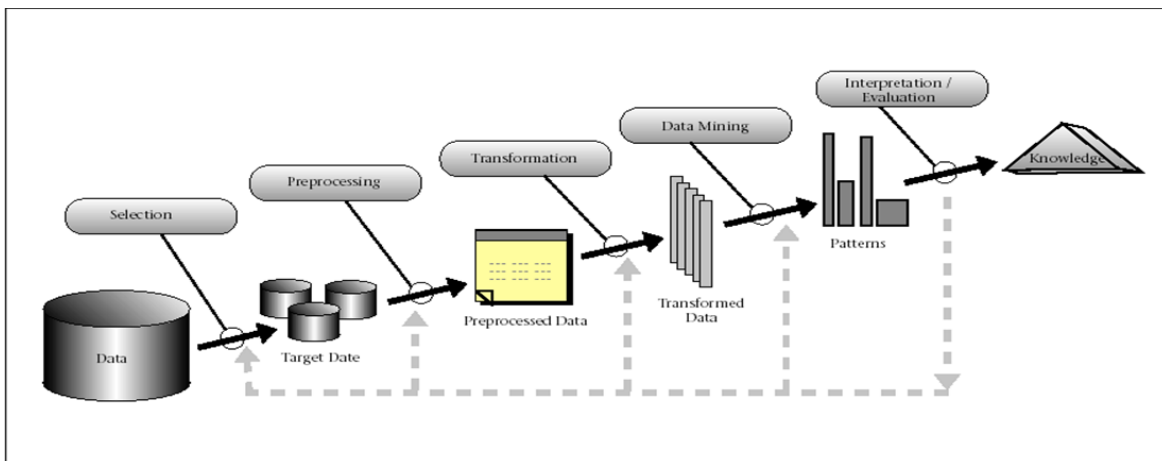 Interpretation /
Evaluation
Data Mining
Transformation
Preprocessing
Selection
Knowledge
Patterns
Transformed
Data
Preprocessed Data
Target Date
Data